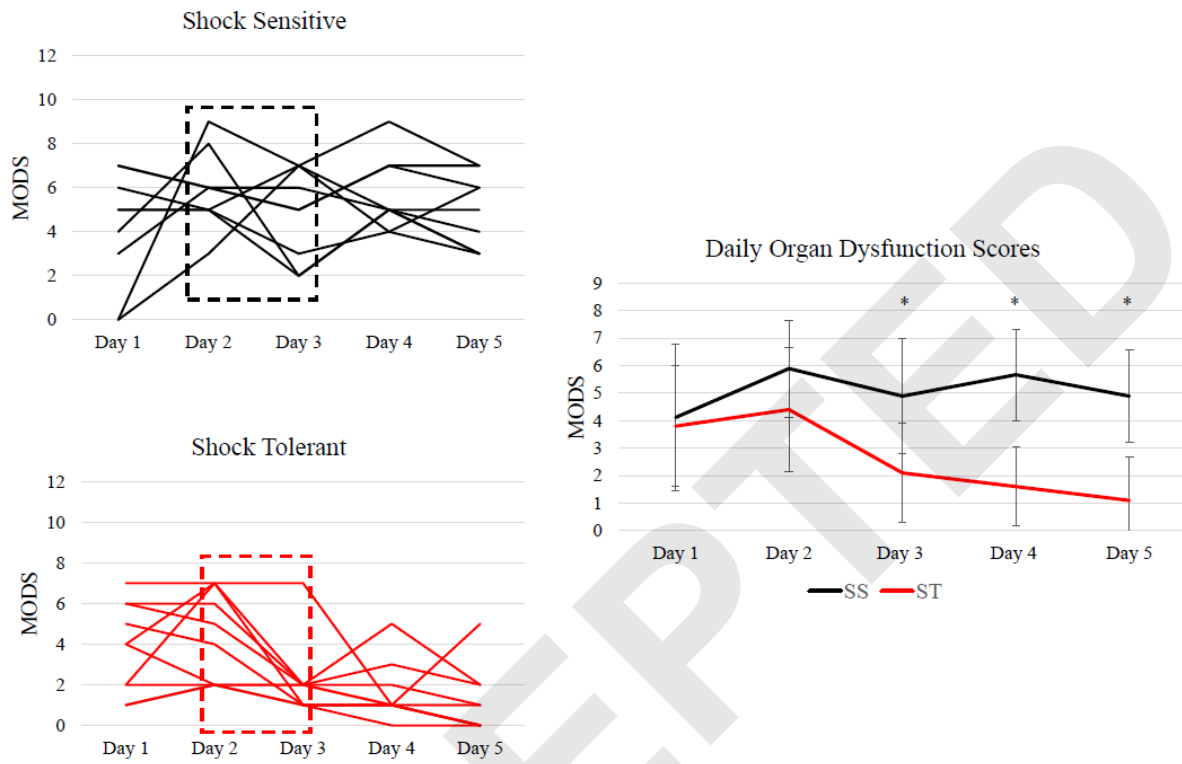 Shock Sensitive
12
10
8
6
4
2
0
MODS
Day 1 Day 2 Day 3 Day 4 Day 5
Shock Tolerant
12
10
8
6
4
2
0
MODS
Day 1 Day 2 Day 3 Day 4 Day 5
Daily Organ Dysfunction Scores
9
8
7
6
5
4
3
2
1
0
MODS
* * *
Day 1 Day 2 Day 3 Day 4 Day 5
SS ST
EPTED